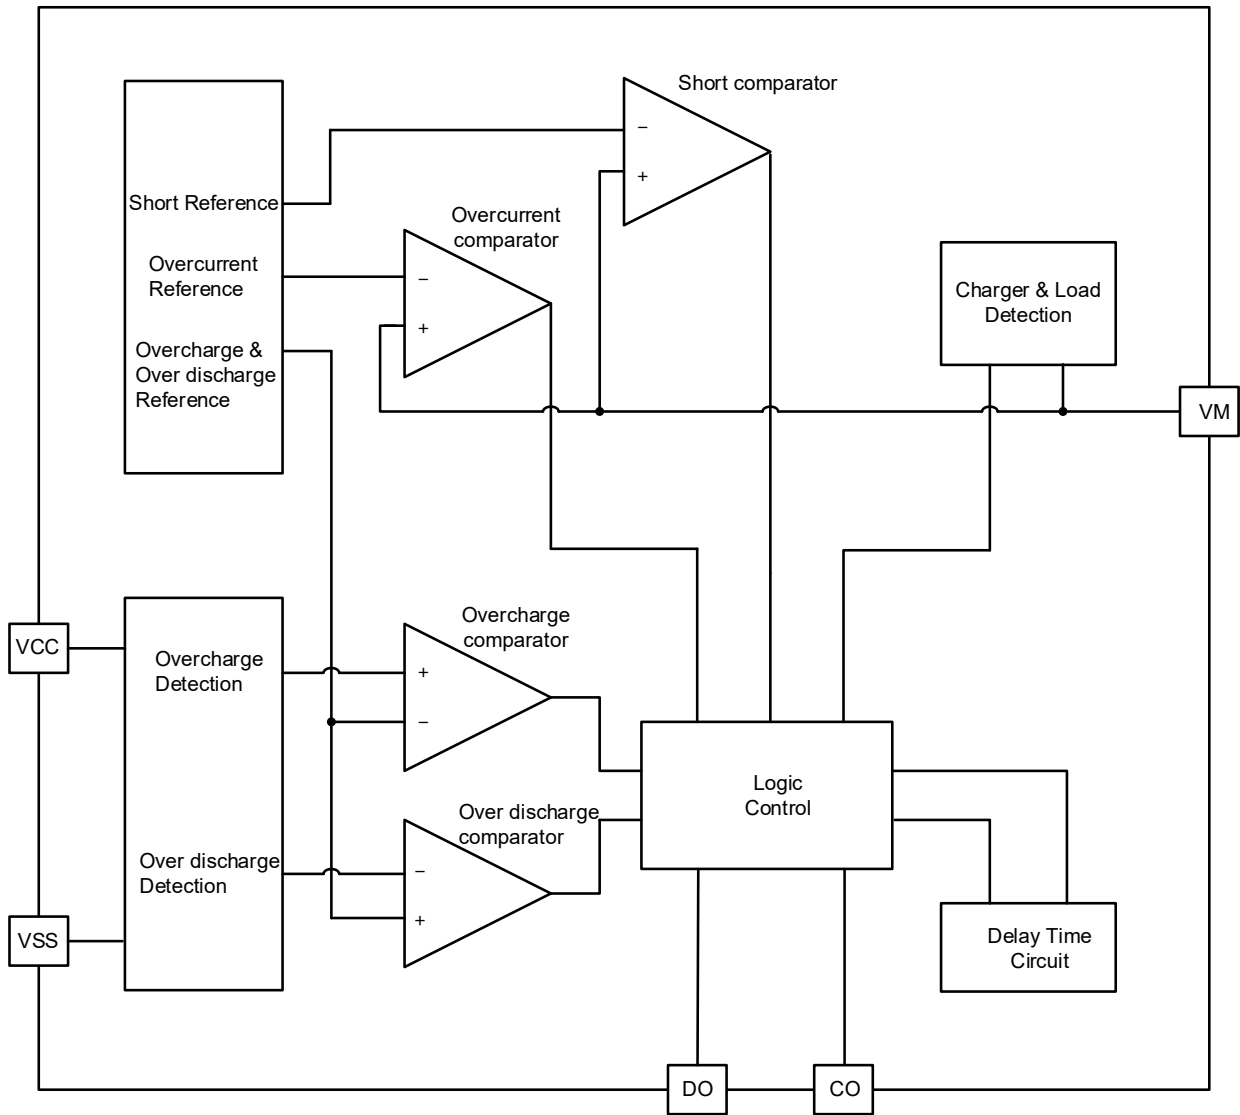 Short comparator
−
+
Short Reference
Overcurrent
comparator
Overcurrent
Reference
−
+
Charger & Load
Detection
Overcharge &
Over discharge
Reference
VM
Overcharge
comparator
VCC
Overcharge
Detection
+
−
Logic
Control
Over discharge
comparator
Over discharge
Detection
−
+
VSS
Delay Time
Circuit
DO
CO